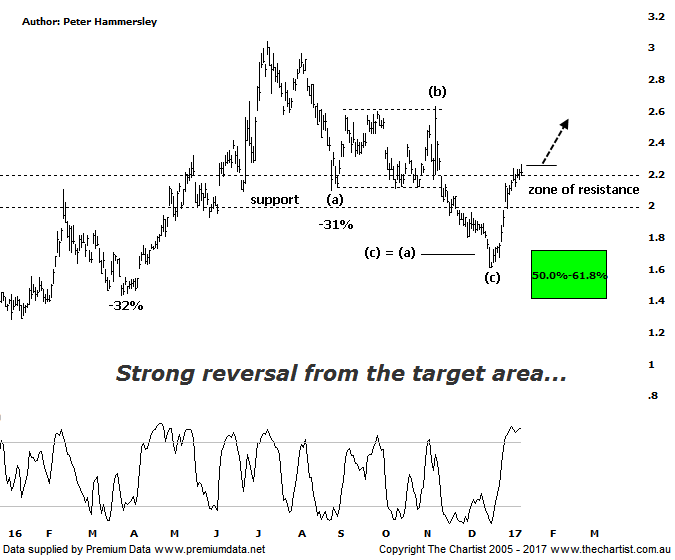 Author: Peter Hammersley
3.2
3
2.8
(b)
2.6
2.4
2.2
support
(a)
zone of resistance
2
-31%
1.8
(c) = (a)
(c)
50.0%-61.8%
1.6
-32%
1.4
1.2
Strong reversal from the target area...
1
.8
16 F M A M J J A S O N D 17 F M
Data supplied by Premium Data www.premiumdata.net
Copyright The Chartist 2005 - 2017 www.thechartist.com.au